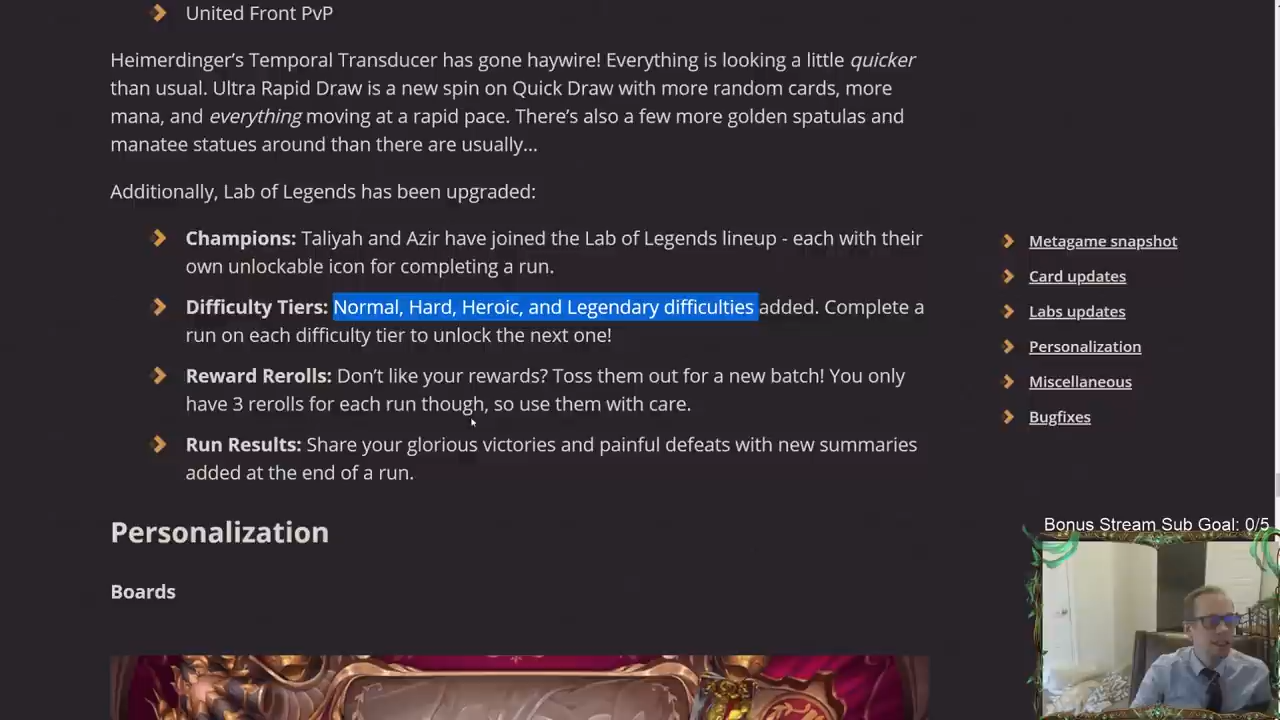 United Front PvP
Heimerdinger’s Temporal Transducer has gone haywire! Everything is looking a little quicker
than usual. Ultra Rapid Draw is a new spin on Quick Draw with more random cards, more
mana, and everything moving at a rapid pace. There’s also a few more golden spatulas and
manatee statues around than there are usually…
Additionally, Lab of Legends has been upgraded:
Champions: Taliyah and Azir have joined the Lab of Legends lineup - each with their
own unlockable icon for completing a run.
Difficulty Tiers: Normal, Hard, Heroic, and Legendary difficulties added. Complete a
run on each difficulty tier to unlock the next one!
Reward Rerolls: Don’t like your rewards? Toss them out for a new batch! You only
have 3 rerolls for each run though, so use them with care.
Run Results: Share your glorious victories and painful defeats with new summaries
added at the end of a run.
Personalization
Boards
Metagame snapshot
Card updates
Labs updates
Personalization
Miscellaneous
Bugfixes
Bonus Stream Sub Goal: 0/5